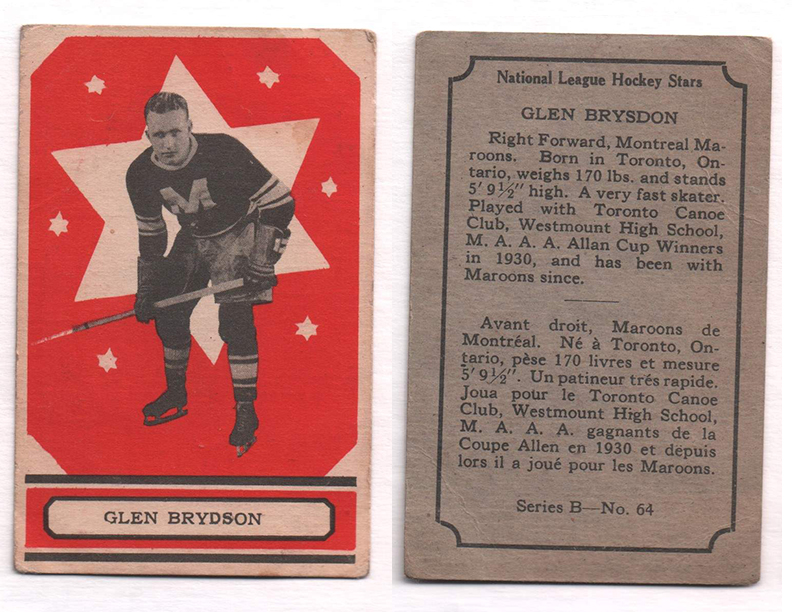 M
GLEN BRYDSON
National League Hockey Stars
GLEN BRYSDON
Right Forward, Montreal Ma-
roons. Born in Toronto, On-
tario, weighs 170 lbs. and stands
5' 9½" high. A very fast skater.
Played with Toronto Canoe
Club, Westmount High School,
M. A. A. A. Allan Cup Winners
in 1930, and has been with
Maroons since.
Avant droit, Maroons de
Montréal. Né à Toronto, On-
tario, pèse 170 livres et mesure
5' 9½". Un patineur trés rapide.
Joua pour le Toronto Canoe
Club, Westmount High School,
M. A. A. A. gagnants de la
Coupe Allen en 1930 et depuis
lors il a joué pour les Maroons.
Series B—No. 64